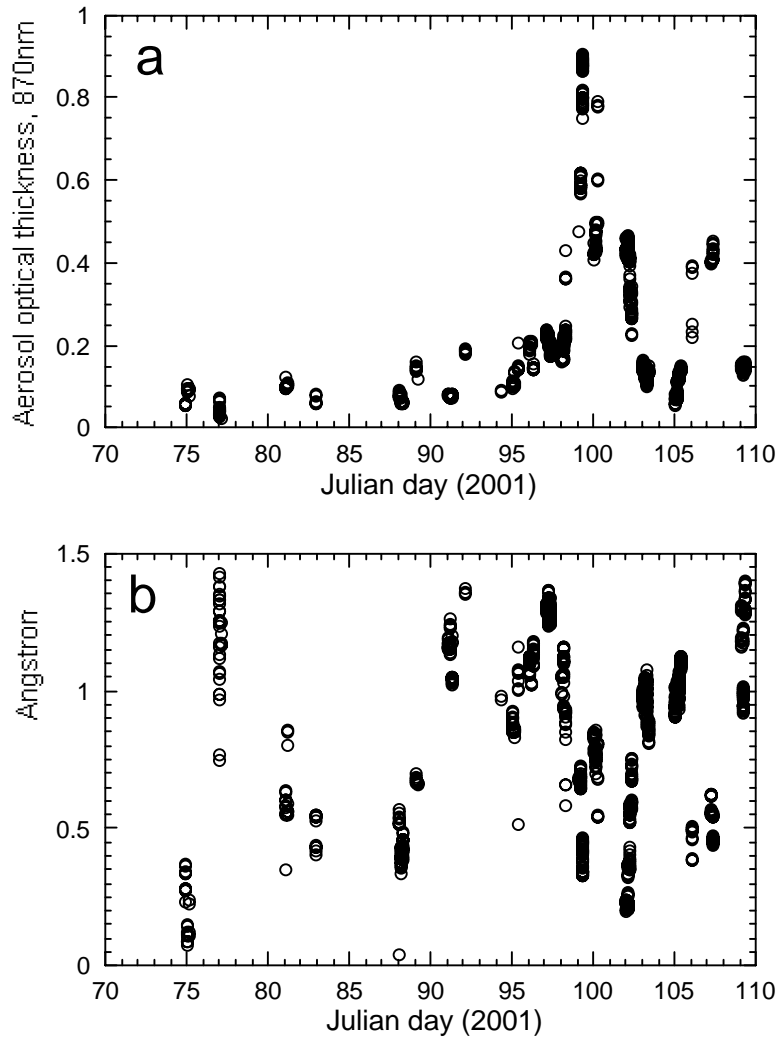 a
Aerosol optical thickness, 870nm
1
0.8
0.6
0.4
0.2
0
70 75 80 85 90 95 100 105 110
Julian day (2001)
b
Angstron
1.5
1
0.5
0
70 75 80 85 90 95 100 105 110
Julian day (2001)